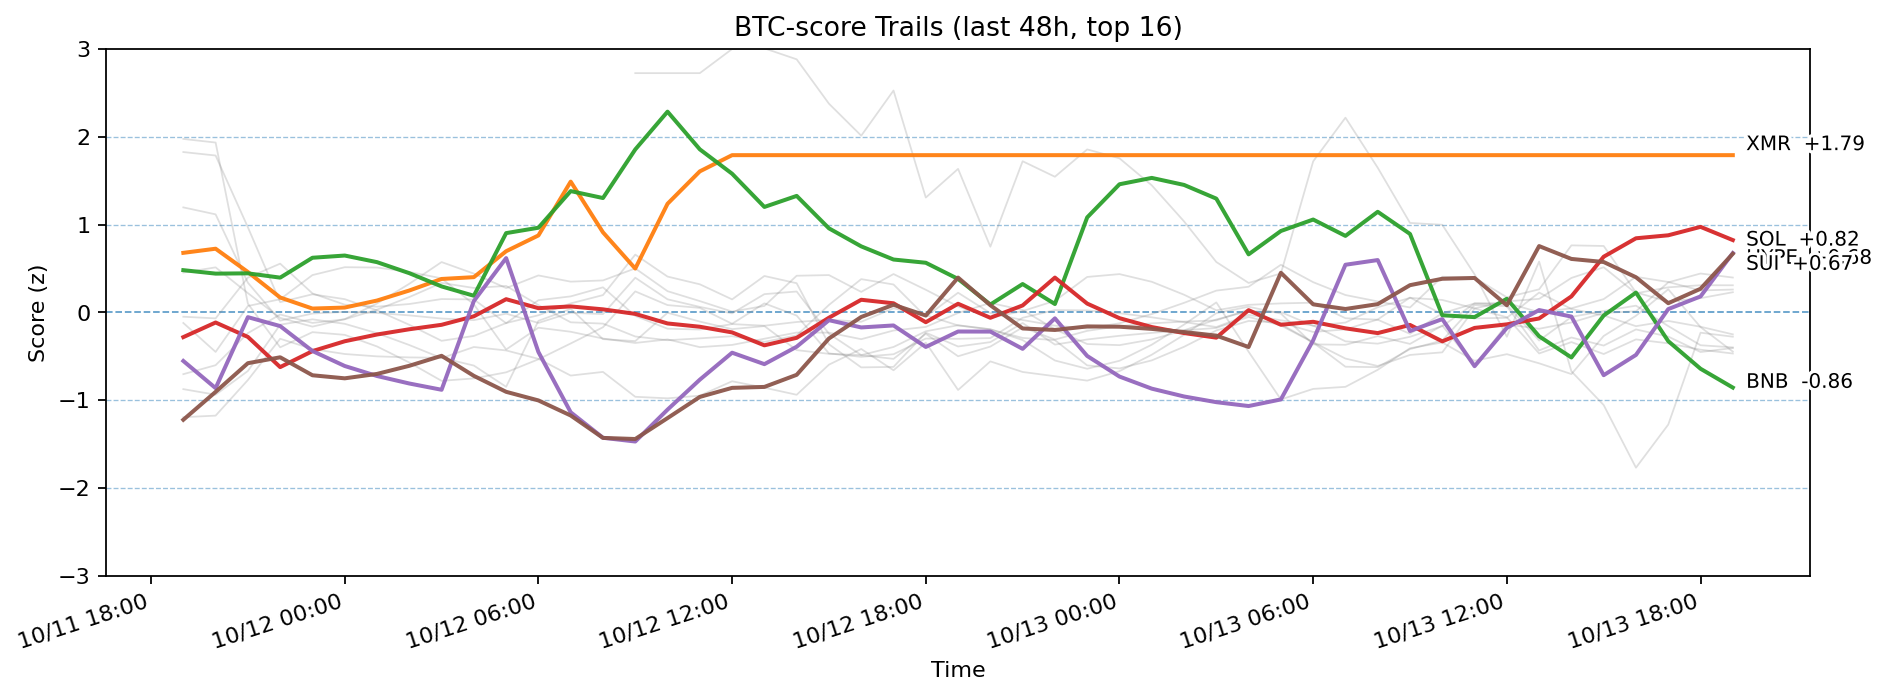 BTC-score Trails (last 48h, top 16)
Score (z)
3
2
1
0
−1
−2
−3
XMR +1.79
SOL +0.82
SUI +0.67
BNB -0.86
10/11 18:00
10/12 00:00
10/12 06:00
10/12 12:00
10/12 18:00
10/13 00:00
10/13 06:00
10/13 12:00
10/13 18:00
Time